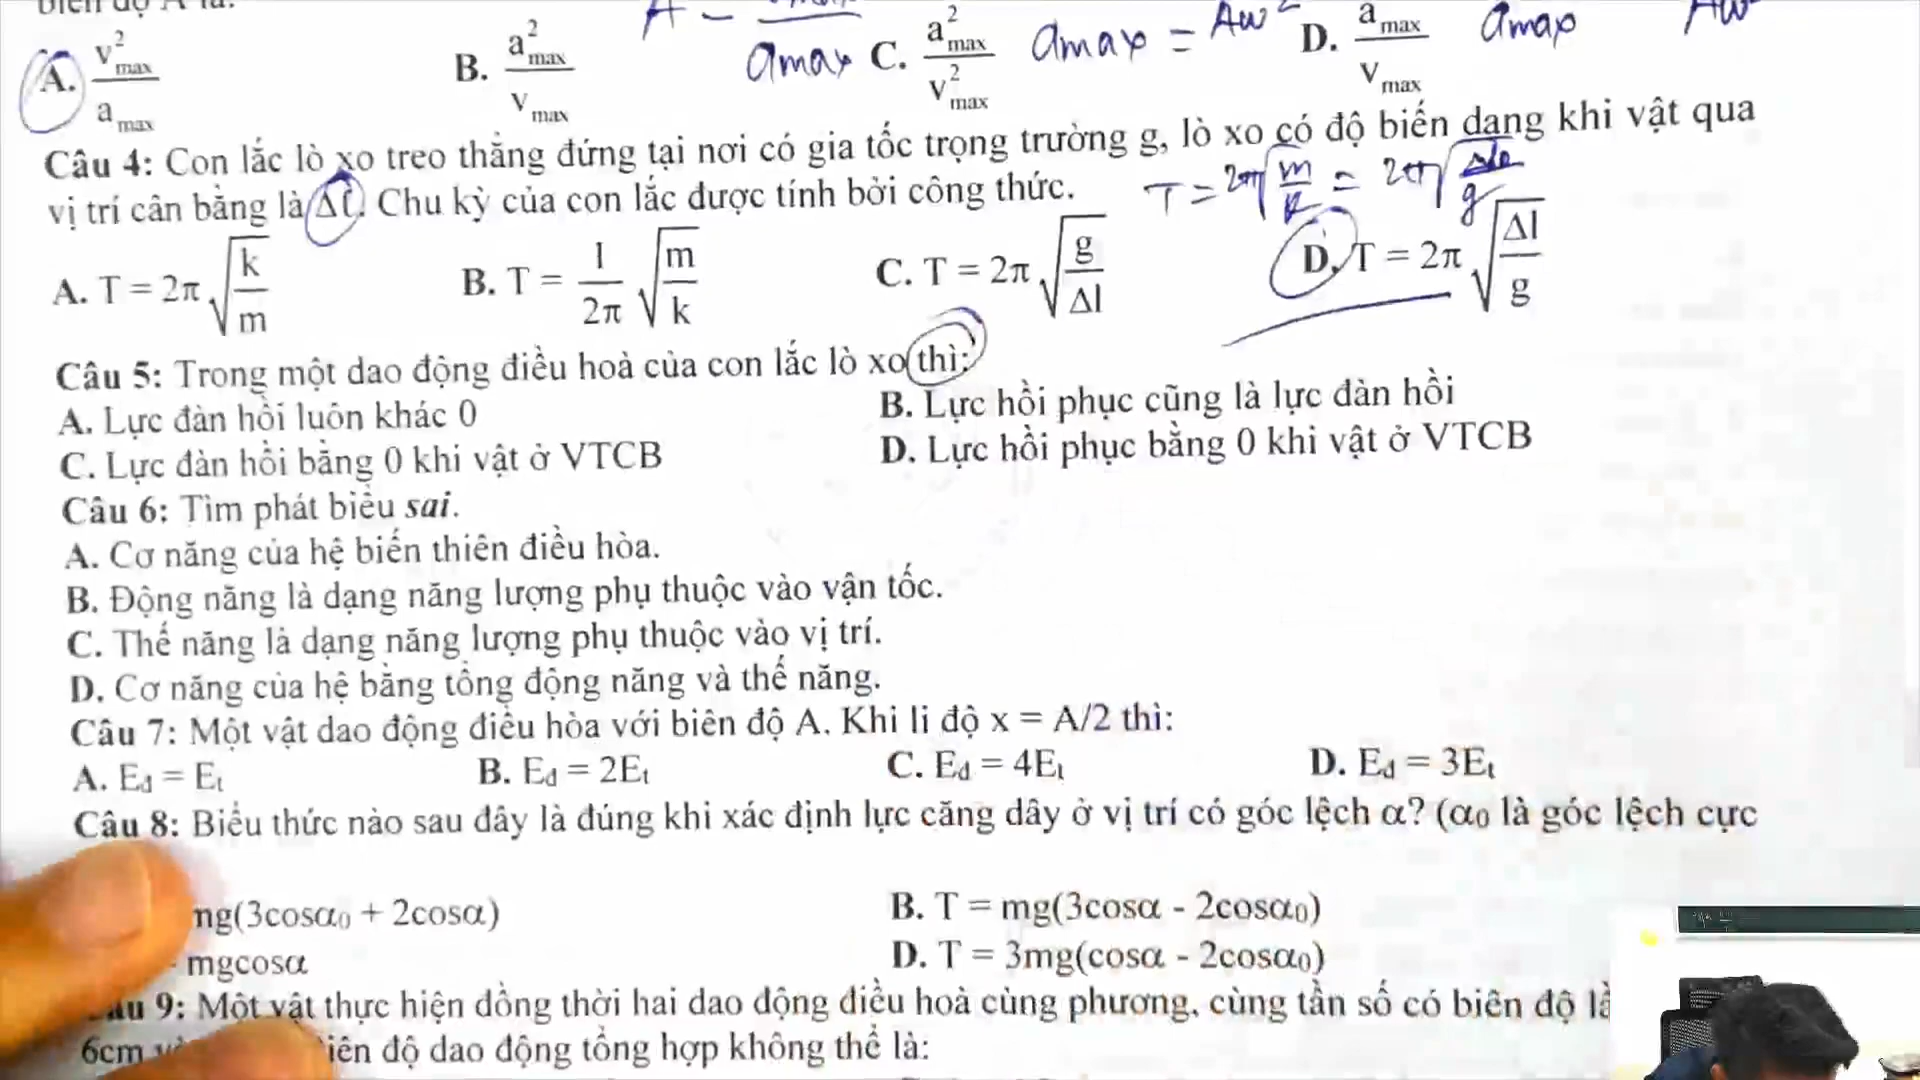 A = amax amax = Aω² amax Aω
A. v²max / amax B. a²max / vmax C. a²max / v²max D. amax / vmax
Câu 4: Con lắc lò xo treo thẳng đứng tại nơi có gia tốc trọng trường g, lò xo có độ biến dạng khi vật qua
vị trí cân bằng là Δl. Chu kỳ của con lắc được tính bởi công thức.
T = 2π√(m/k) = 2π√(Δl/g)
A. T = 2π√(k/m) B. T = 1/2π √(m/k) C. T = 2π√(g/Δl) D. T = 2π√(Δl/g)
Câu 5: Trong một dao động điều hoà của con lắc lò xo thì:
A. Lực đàn hồi luôn khác 0 B. Lực hồi phục cũng là lực đàn hồi
C. Lực đàn hồi bằng 0 khi vật ở VTCB D. Lực hồi phục bằng 0 khi vật ở VTCB
Câu 6: Tìm phát biểu sai.
A. Cơ năng của hệ biến thiên điều hòa.
B. Động năng là dạng năng lượng phụ thuộc vào vận tốc.
C. Thế năng là dạng năng lượng phụ thuộc vào vị trí.
D. Cơ năng của hệ bằng tổng động năng và thế năng.
Câu 7: Một vật dao động điều hòa với biên độ A. Khi li độ x = A/2 thì:
A. Eđ = Et B. Eđ = 2Et C. Eđ = 4Et D. Eđ = 3Et
Câu 8: Biểu thức nào sau đây là đúng khi xác định lực căng dây ở vị trí có góc lệch α? (α₀ là góc lệch cực
mg(3cosα₀ + 2cosα) B. T = mg(3cosα - 2cosα₀)
mgcosα D. T = 3mg(cosα - 2cosα₀)
9: Một vật thực hiện đồng thời hai dao động điều hoà cùng phương, cùng tần số có biên độ
6cm biên độ dao động tổng hợp không thể là: